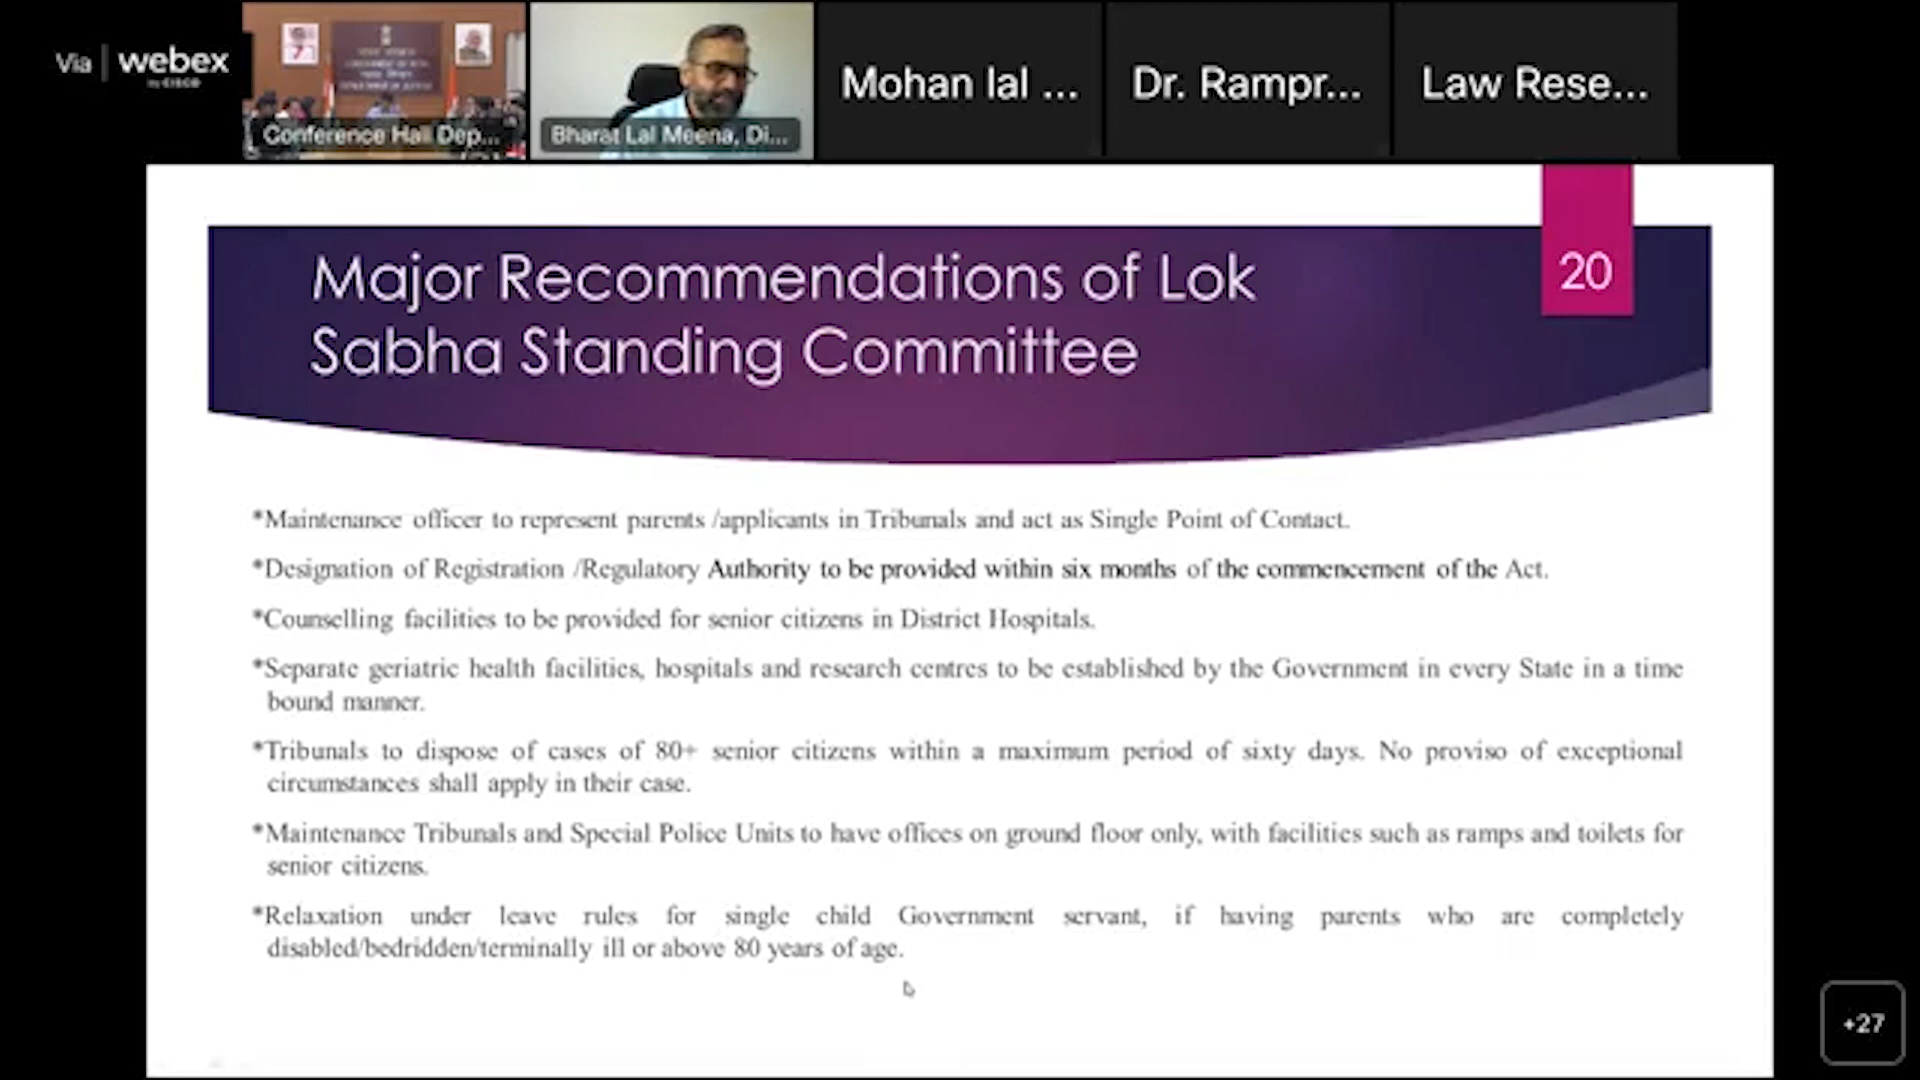 Via | webex
by CISCO
Conference Hall Dep...
Bharat Lal Meena, Di...
Mohan lal ...
Dr. Rampr...
Law Rese...
20
Major Recommendations of Lok
Sabha Standing Committee
*Maintenance officer to represent parents /applicants in Tribunals and act as Single Point of Contact.
*Designation of Registration /Regulatory Authority to be provided within six months of the commencement of the Act.
*Counselling facilities to be provided for senior citizens in District Hospitals.
*Separate geriatric health facilities, hospitals and research centres to be established by the Government in every State in a time
bound manner.
*Tribunals to dispose of cases of 80+ senior citizens within a maximum period of sixty days. No proviso of exceptional
circumstances shall apply in their case.
*Maintenance Tribunals and Special Police Units to have offices on ground floor only, with facilities such as ramps and toilets for
senior citizens.
*Relaxation under leave rules for single child Government servant, if having parents who are completely
disabled/bedridden/terminally ill or above 80 years of age.
+27